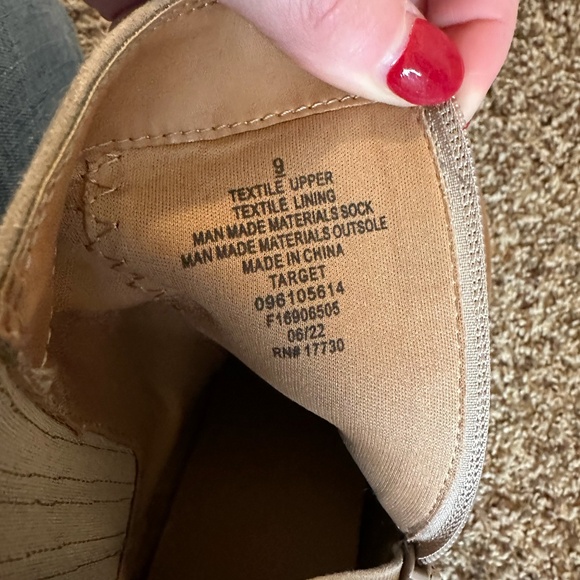 9
TEXTILE UPPER
TEXTILE LINING
MAN MADE MATERIALS SOCK
MAN MADE MATERIALS OUTSOLE
MADE IN CHINA
TARGET
096105614
F16906505
06/22
RN# 17730